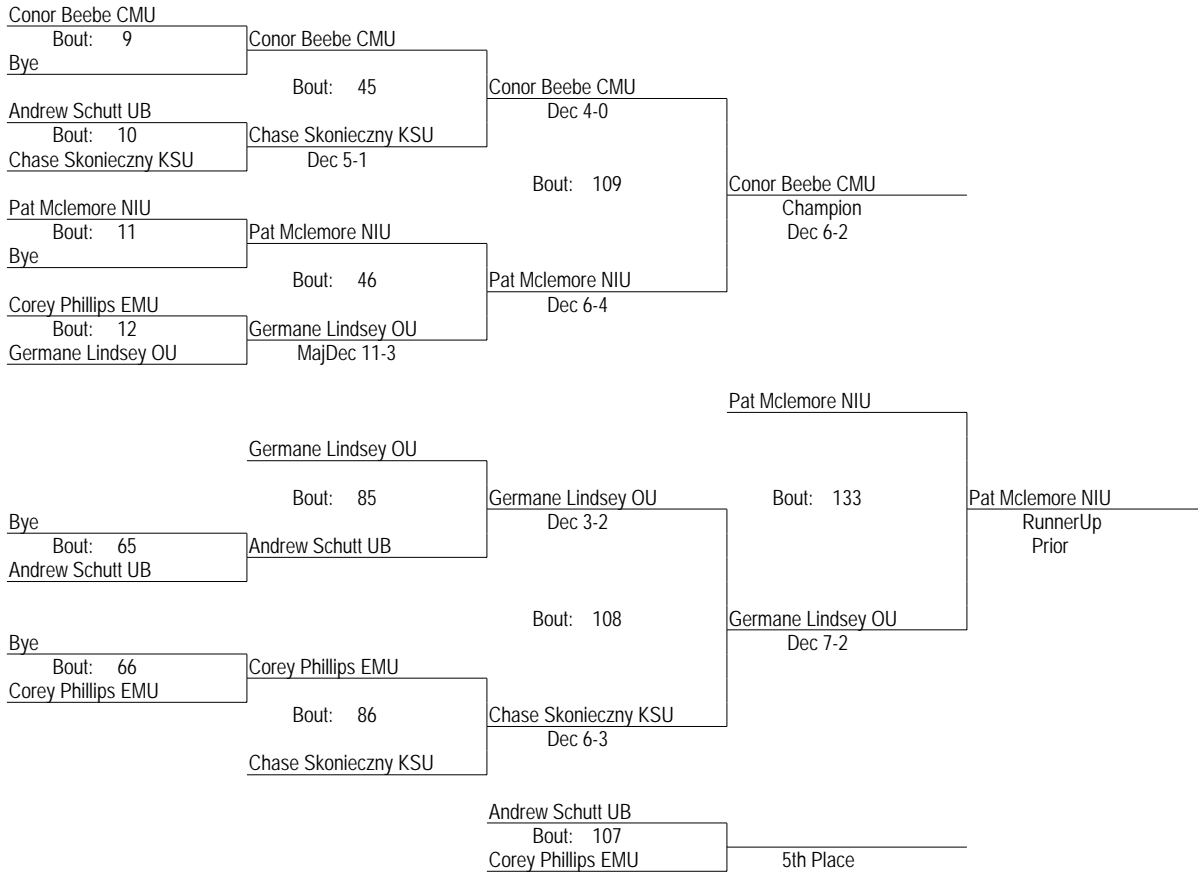 Conor Beebe CMU
Bout: 9
Bye
Conor Beebe CMU
Bout: 45
Andrew Schutt UB
Bout: 10
Chase Skonieczny KSU
Chase Skonieczny KSU
Dec 5-1
Conor Beebe CMU
Dec 4-0
Bout: 109
Pat Mclemore NIU
Bout: 11
Bye
Pat Mclemore NIU
Bout: 46
Corey Phillips EMU
Bout: 12
Germane Lindsey OU
Germane Lindsey OU
MajDec 11-3
Pat Mclemore NIU
Dec 6-4
Conor Beebe CMU
Champion
Dec 6-2
Pat Mclemore NIU
Germane Lindsey OU
Bout: 85
Bye
Bout: 65
Andrew Schutt UB
Andrew Schutt UB
Germane Lindsey OU
Dec 3-2
Bout: 133
Pat Mclemore NIU
RunnerUp
Prior
Bout: 108
Germane Lindsey OU
Dec 7-2
Bye
Bout: 66
Corey Phillips EMU
Corey Phillips EMU
Bout: 86
Chase Skonieczny KSU
Chase Skonieczny KSU
Dec 6-3
Andrew Schutt UB
Bout: 107
Corey Phillips EMU
5th Place